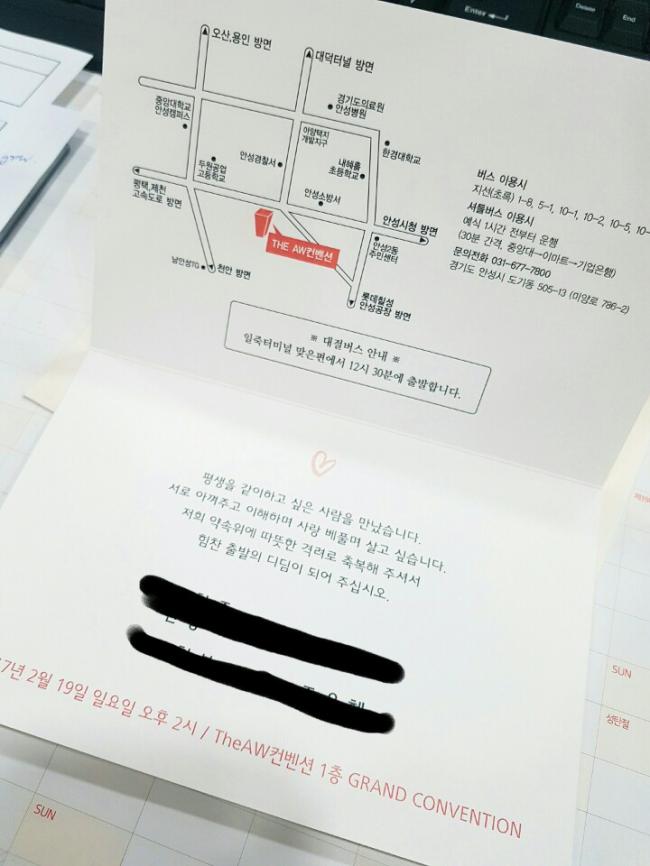 Enter
Delete
End
오산,용인 방면
대덕터널 방면
중앙대학교
안성캠퍼스
경기도의료원
안성병원
아양택지
개발지구
한경대학교
두원공업
고등학교
안성경찰서
내혜홀
초등학교
안성소방서
평택,제천
고속도로 방면
안성시청 방면
THE AW컨벤션
안성2동
주민센터
남안성TG
천안 방면
롯데칠성
안성공장 방면
버스 이용시
지선(초록) 1-8, 5-1, 10-1, 10-2, 10-5, 10-
셔틀버스 이용시
예식 1시간 전부터 운행
(30분 간격, 중앙대→이마트→기업은행)
문의전화 031-677-7800
경기도 안성시 도기동 505-13 (미양로 786-2)
※ 대절버스 안내 ※
일죽터미널 맞은편에서 12시 30분에 출발합니다.
평생을 같이하고 싶은 사람을 만났습니다.
서로 아껴주고 이해하며 사랑 베풀며 살고 싶습니다.
저희 약속위에 따뜻한 격려로 축복해 주셔서
힘찬 출발의 디딤이 되어 주십시오.
7년 2월 19일 일요일 오후 2시 / TheAW컨벤션 1층 GRAND CONVENTION
SUN
성탄절
SUN